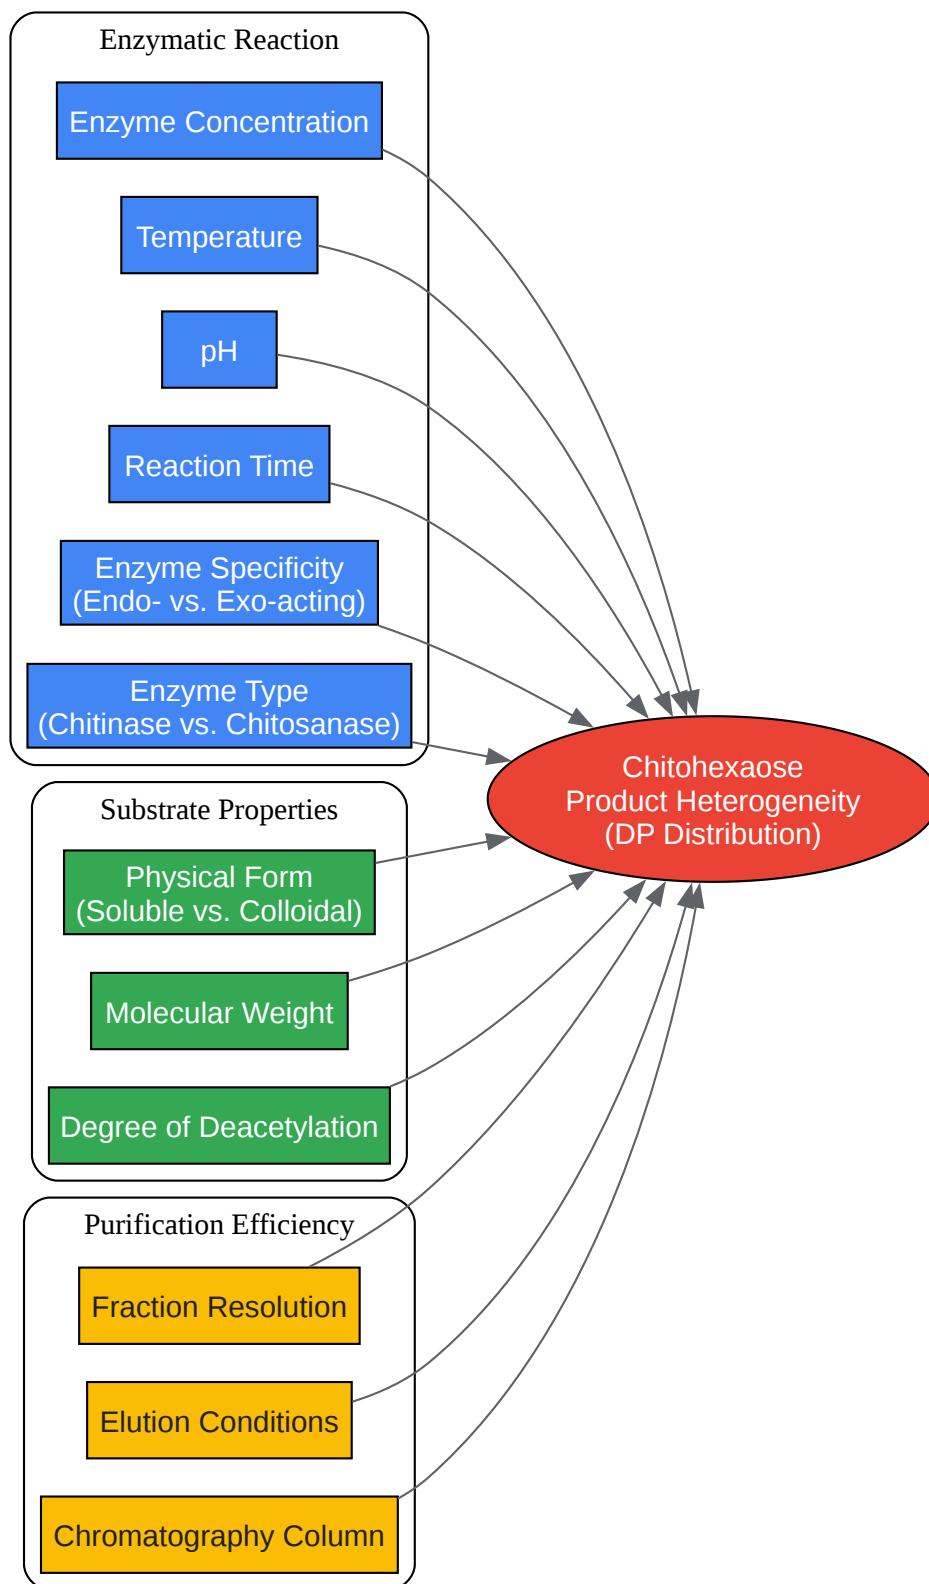 Enzymatic Reaction
Enzyme Concentration
Temperature
pH
Reaction Time
Enzyme Specificity
(Endo- vs. Exo-acting)
Enzyme Type
(Chitinase vs. Chitosanase)
Chitohexaose
Product Heterogeneity
(DP Distribution)
Substrate Properties
Physical Form
(Soluble vs. Colloidal)
Molecular Weight
Degree of Deacetylation
Purification Efficiency
Fraction Resolution
Elution Conditions
Chromatography Column